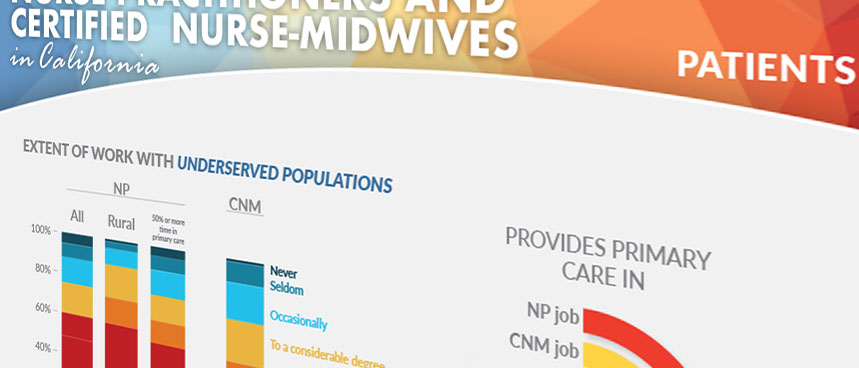 NURSE PRACTITIONERS AND
CERTIFIED NURSE-MIDWIVES
in California
PATIENTS
EXTENT OF WORK WITH UNDERSERVED POPULATIONS
NP
CNM
All
Rural
50% or more
time in
primary care
100%
80%
60%
40%
Never
Seldom
Occasionally
To a considerable degree
PROVIDES PRIMARY
CARE IN
NP job
CNM job